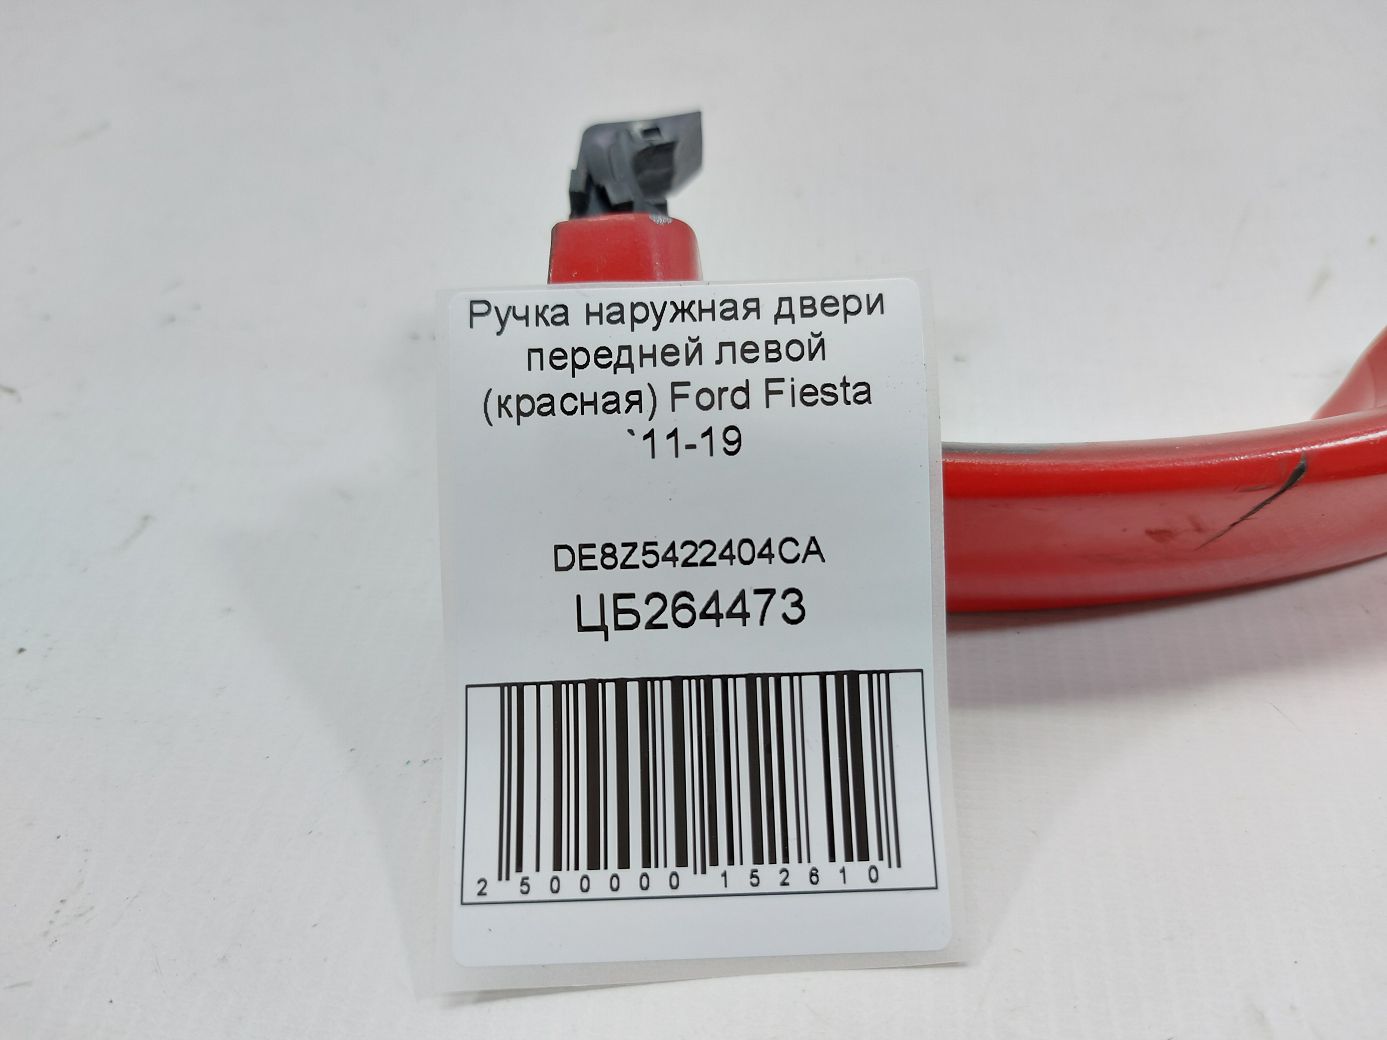 Ручка наружная двери
передней левой
(красная) Ford Fiesta
`11-19
DE8Z5422404CA
ЦБ264473
2 500000 152610